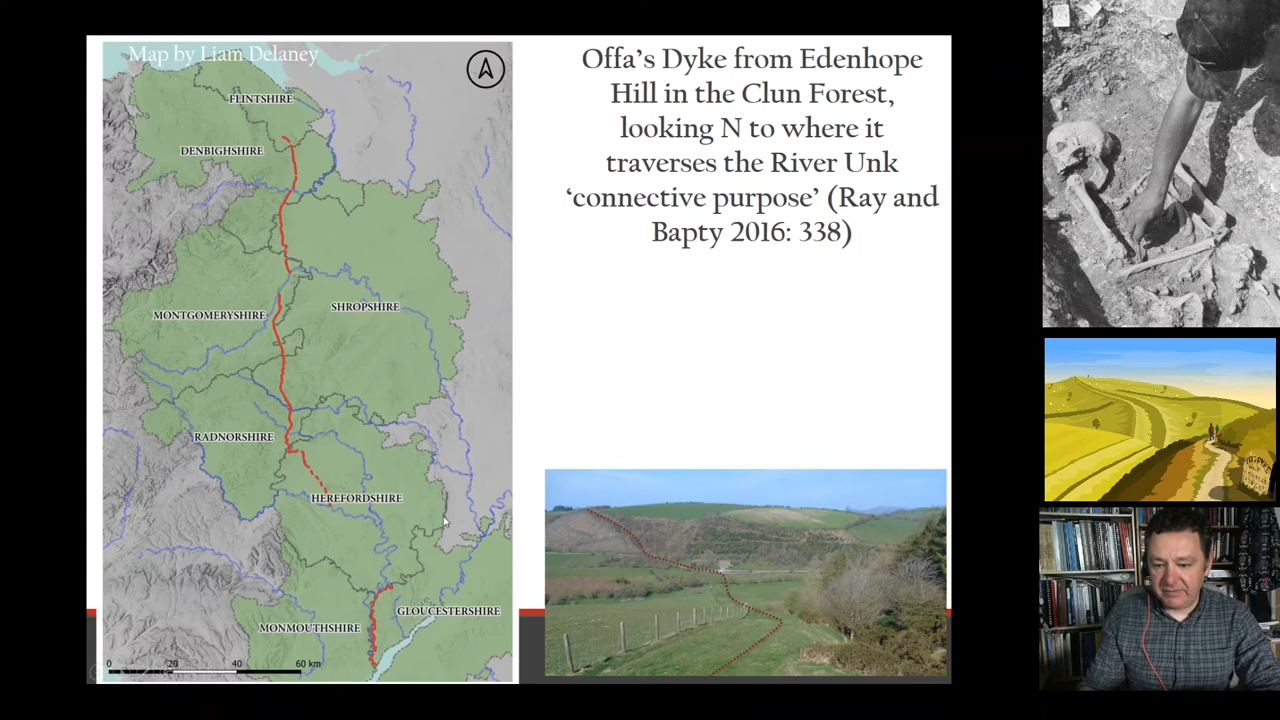 Map by Liam Delaney
FLINTSHIRE
DENBIGHSHIRE
MONTGOMERYSHIRE
SHROPSHIRE
RADNORSHIRE
HEREFORDSHIRE
GLOUCESTERSHIRE
MONMOUTHSHIRE
0 20 40 60 km
Offa’s Dyke from Edenhope
Hill in the Clun Forest,
looking N to where it
traverses the River Unk
‘connective purpose’ (Ray and
Bapty 2016: 338)